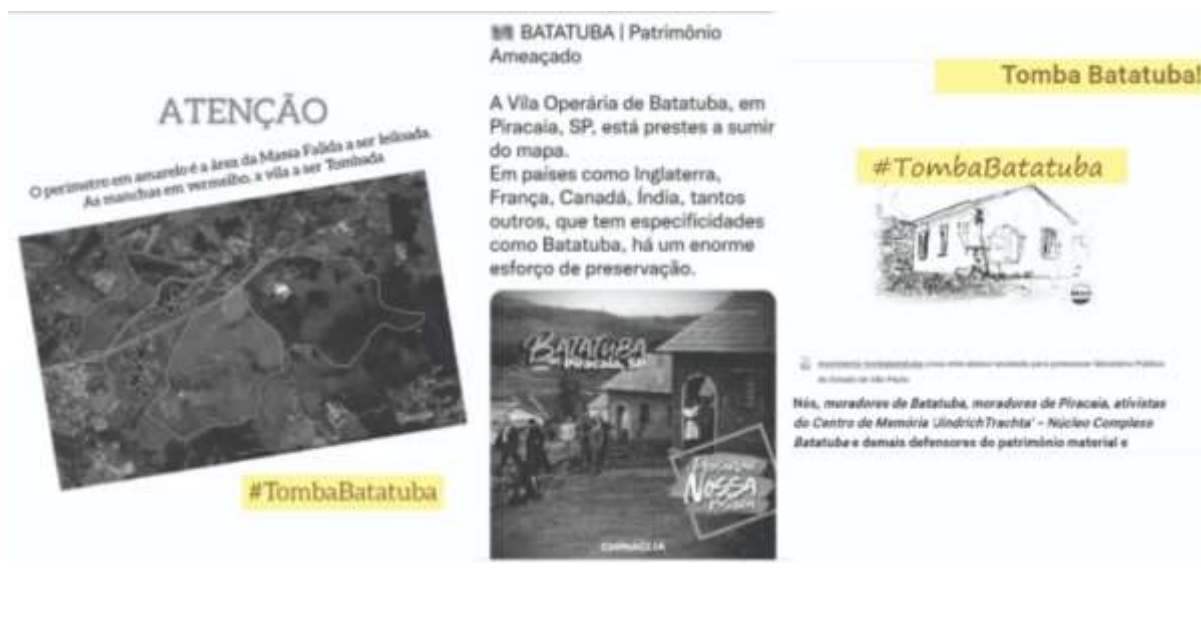 ATENÇÃO
O perímetro em amarelo é a área da Massa Falida a ser leiloada
As manchas em vermelho, a vila a ser Tombada
#TombaBatatuba
BATATUBA | Patrimônio
Ameaçado
A Vila Operária de Batatuba, em
Piracaia, SP, está prestes a sumir
do mapa.
Em países como Inglaterra,
França, Canadá, Índia, tantos
outros, que tem especificidades
como Batatuba, há um enorme
esforço de preservação.
BATATUBA
Piracaia, SP
NOSSA
Tomba Batatuba!
#TombaBatatuba
Nós, moradores de Batatuba, moradores de Piracaia, ativistas
do Centro de Memória 'JindrichTrachta' – Núcleo Complexo
Batatuba e demais defensores do patrimônio material e